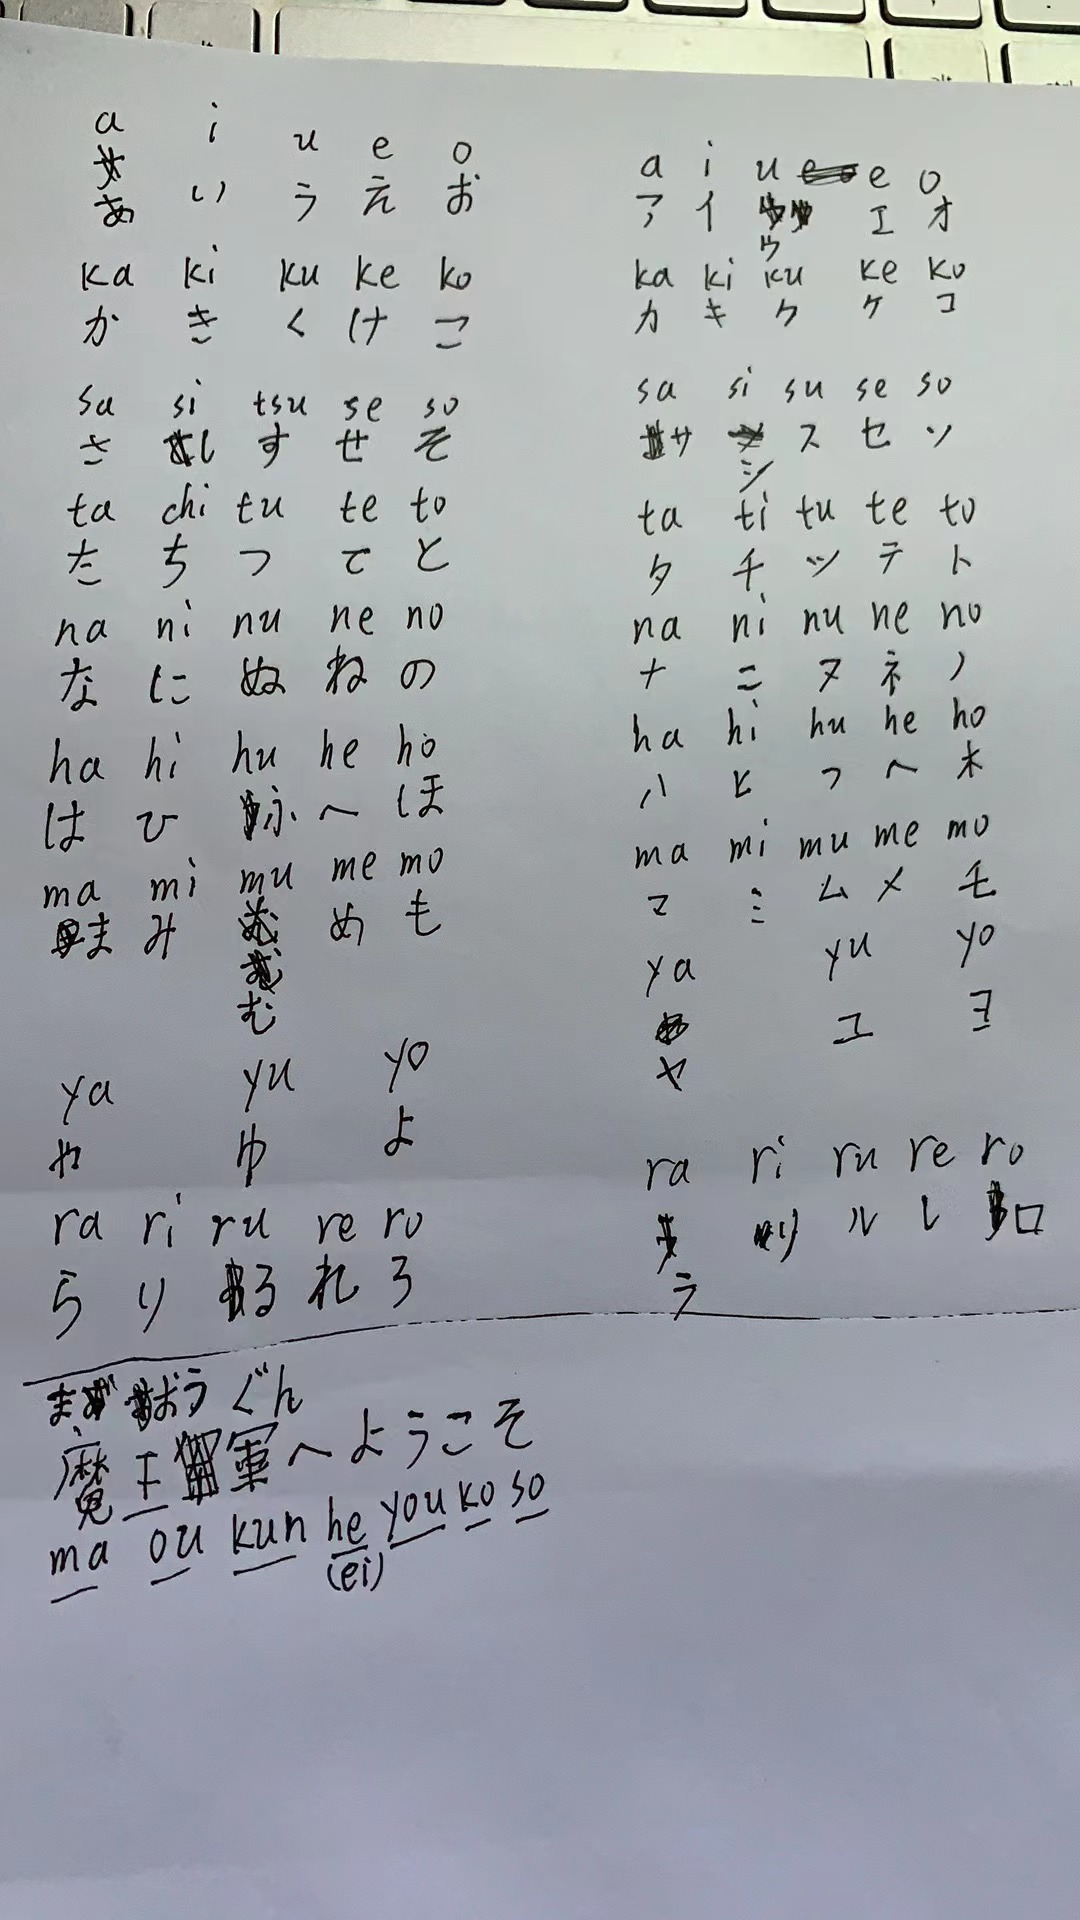 a i u e o
あ い う え お
ka ki ku ke ko
か き く け こ
sa si tsu se so
さ し す せ そ
ta chi tu te to
た ち つ て と
na ni nu ne no
な に ぬ ね の
ha hi hu he ho
は ひ ふ へ ほ
ma mi mu me mo
ま み む め も
ya yu yo
や ゆ よ
ra ri ru re ro
ら り る れ ろ
a i u e o
ア イ ウ エ オ
ka ki ku ke ko
カ キ ク ケ コ
sa si su se so
サ シ ス セ ソ
ta ti tu te to
タ チ ツ テ ト
na ni nu ne no
ナ ニ ヌ ネ ノ
ha hi hu he ho
ハ ヒ フ ヘ ホ
ma mi mu me mo
マ ミ ム メ モ
ya yu yo
ヤ ユ ヨ
ra ri ru re ro
ラ リ ル レ ロ
ま おう ぐん
魔王軍へようこそ
ma ou kun he you ko so
(ei)